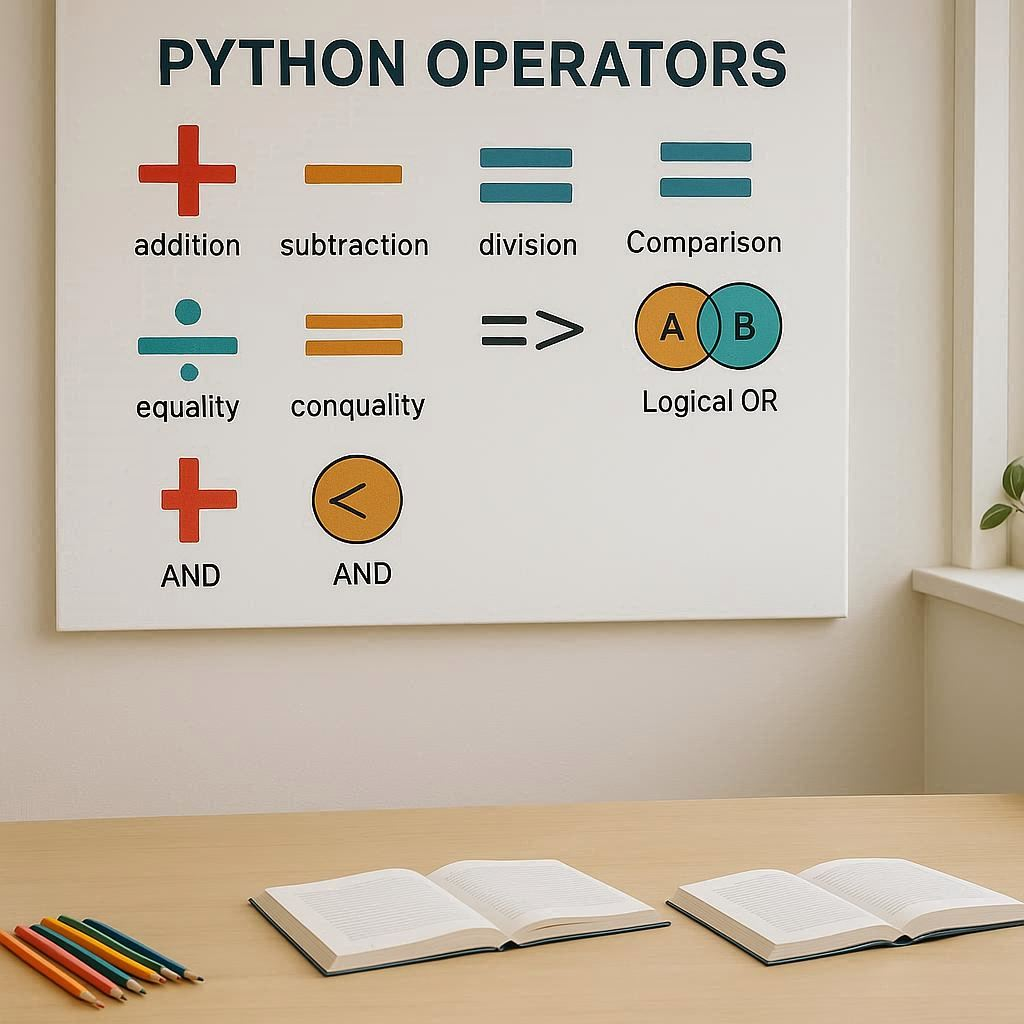 PYTHON OPERATORS
+ − = =
addition subtraction division Comparison
÷ = => A B
equality conquality Logical OR
+ <
AND AND